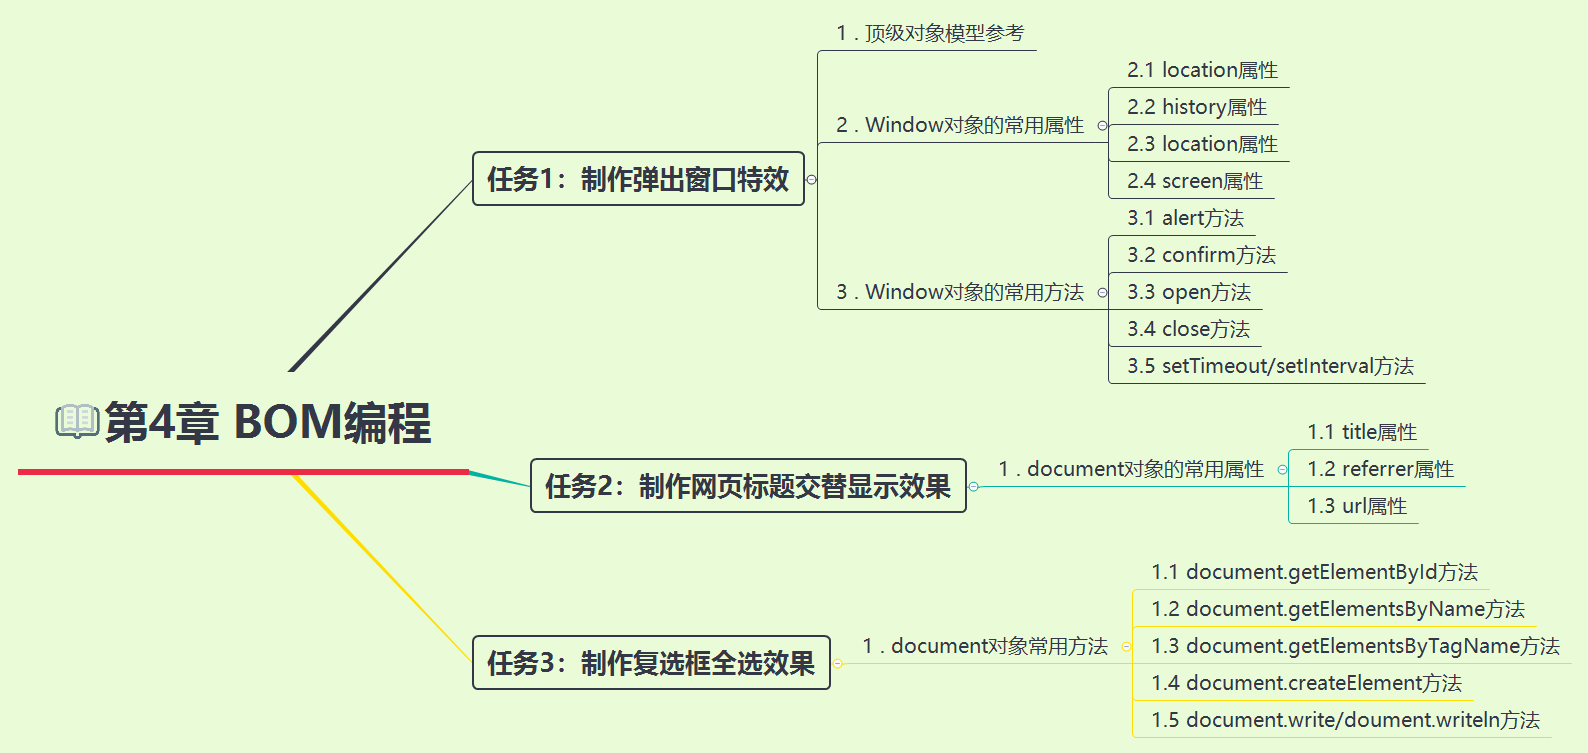 第4章 BOM编程
任务1：制作弹出窗口特效
1 . 顶级对象模型参考
2 . Window对象的常用属性
2.1 location属性
2.2 history属性
2.3 location属性
2.4 screen属性
3 . Window对象的常用方法
3.1 alert方法
3.2 confirm方法
3.3 open方法
3.4 close方法
3.5 setTimeout/setInterval方法
任务2：制作网页标题交替显示效果
1 . document对象的常用属性
1.1 title属性
1.2 referrer属性
1.3 url属性
任务3：制作复选框全选效果
1 . document对象常用方法
1.1 document.getElementById方法
1.2 document.getElementsByName方法
1.3 document.getElementsByTagName方法
1.4 document.createElement方法
1.5 document.write/doument.writeln方法